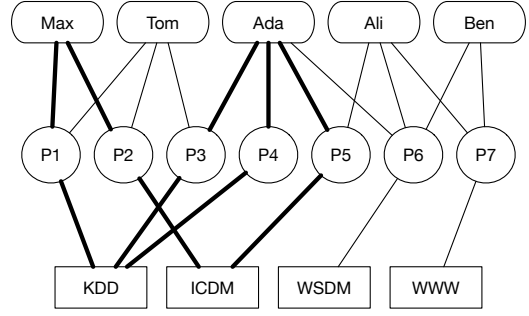 Max Tom Ada Ali Ben
P1 P2 P3 P4 P5 P6 P7
KDD ICDM WSDM WWW